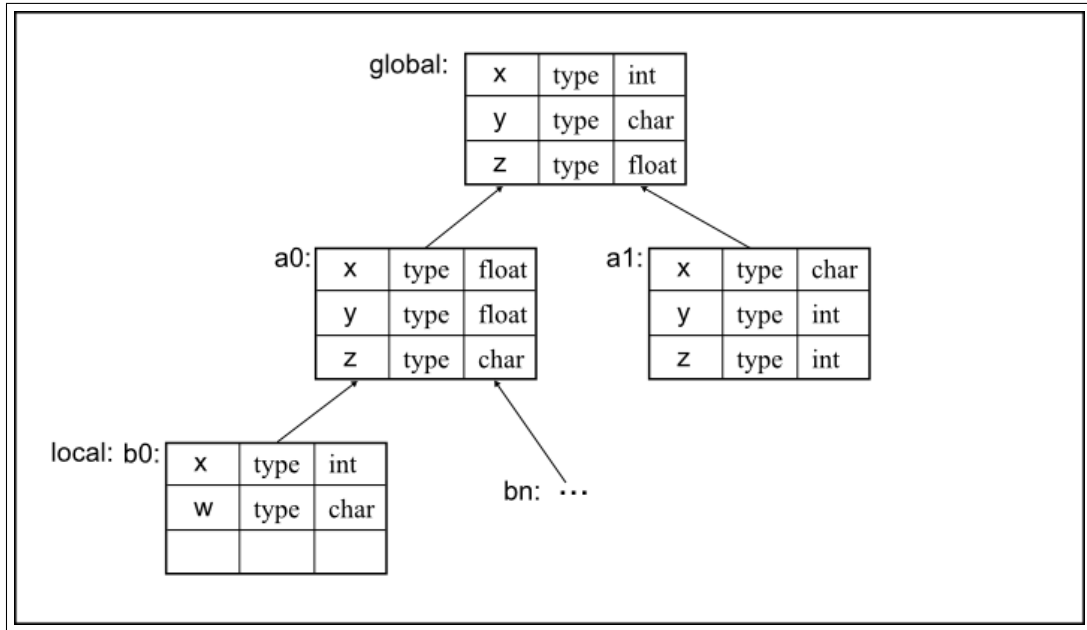 global: x type int
y type char
z type float
a0: x type float
y type float
z type char
a1: x type char
y type int
z type int
local: b0: x type int
w type char
bn: ...